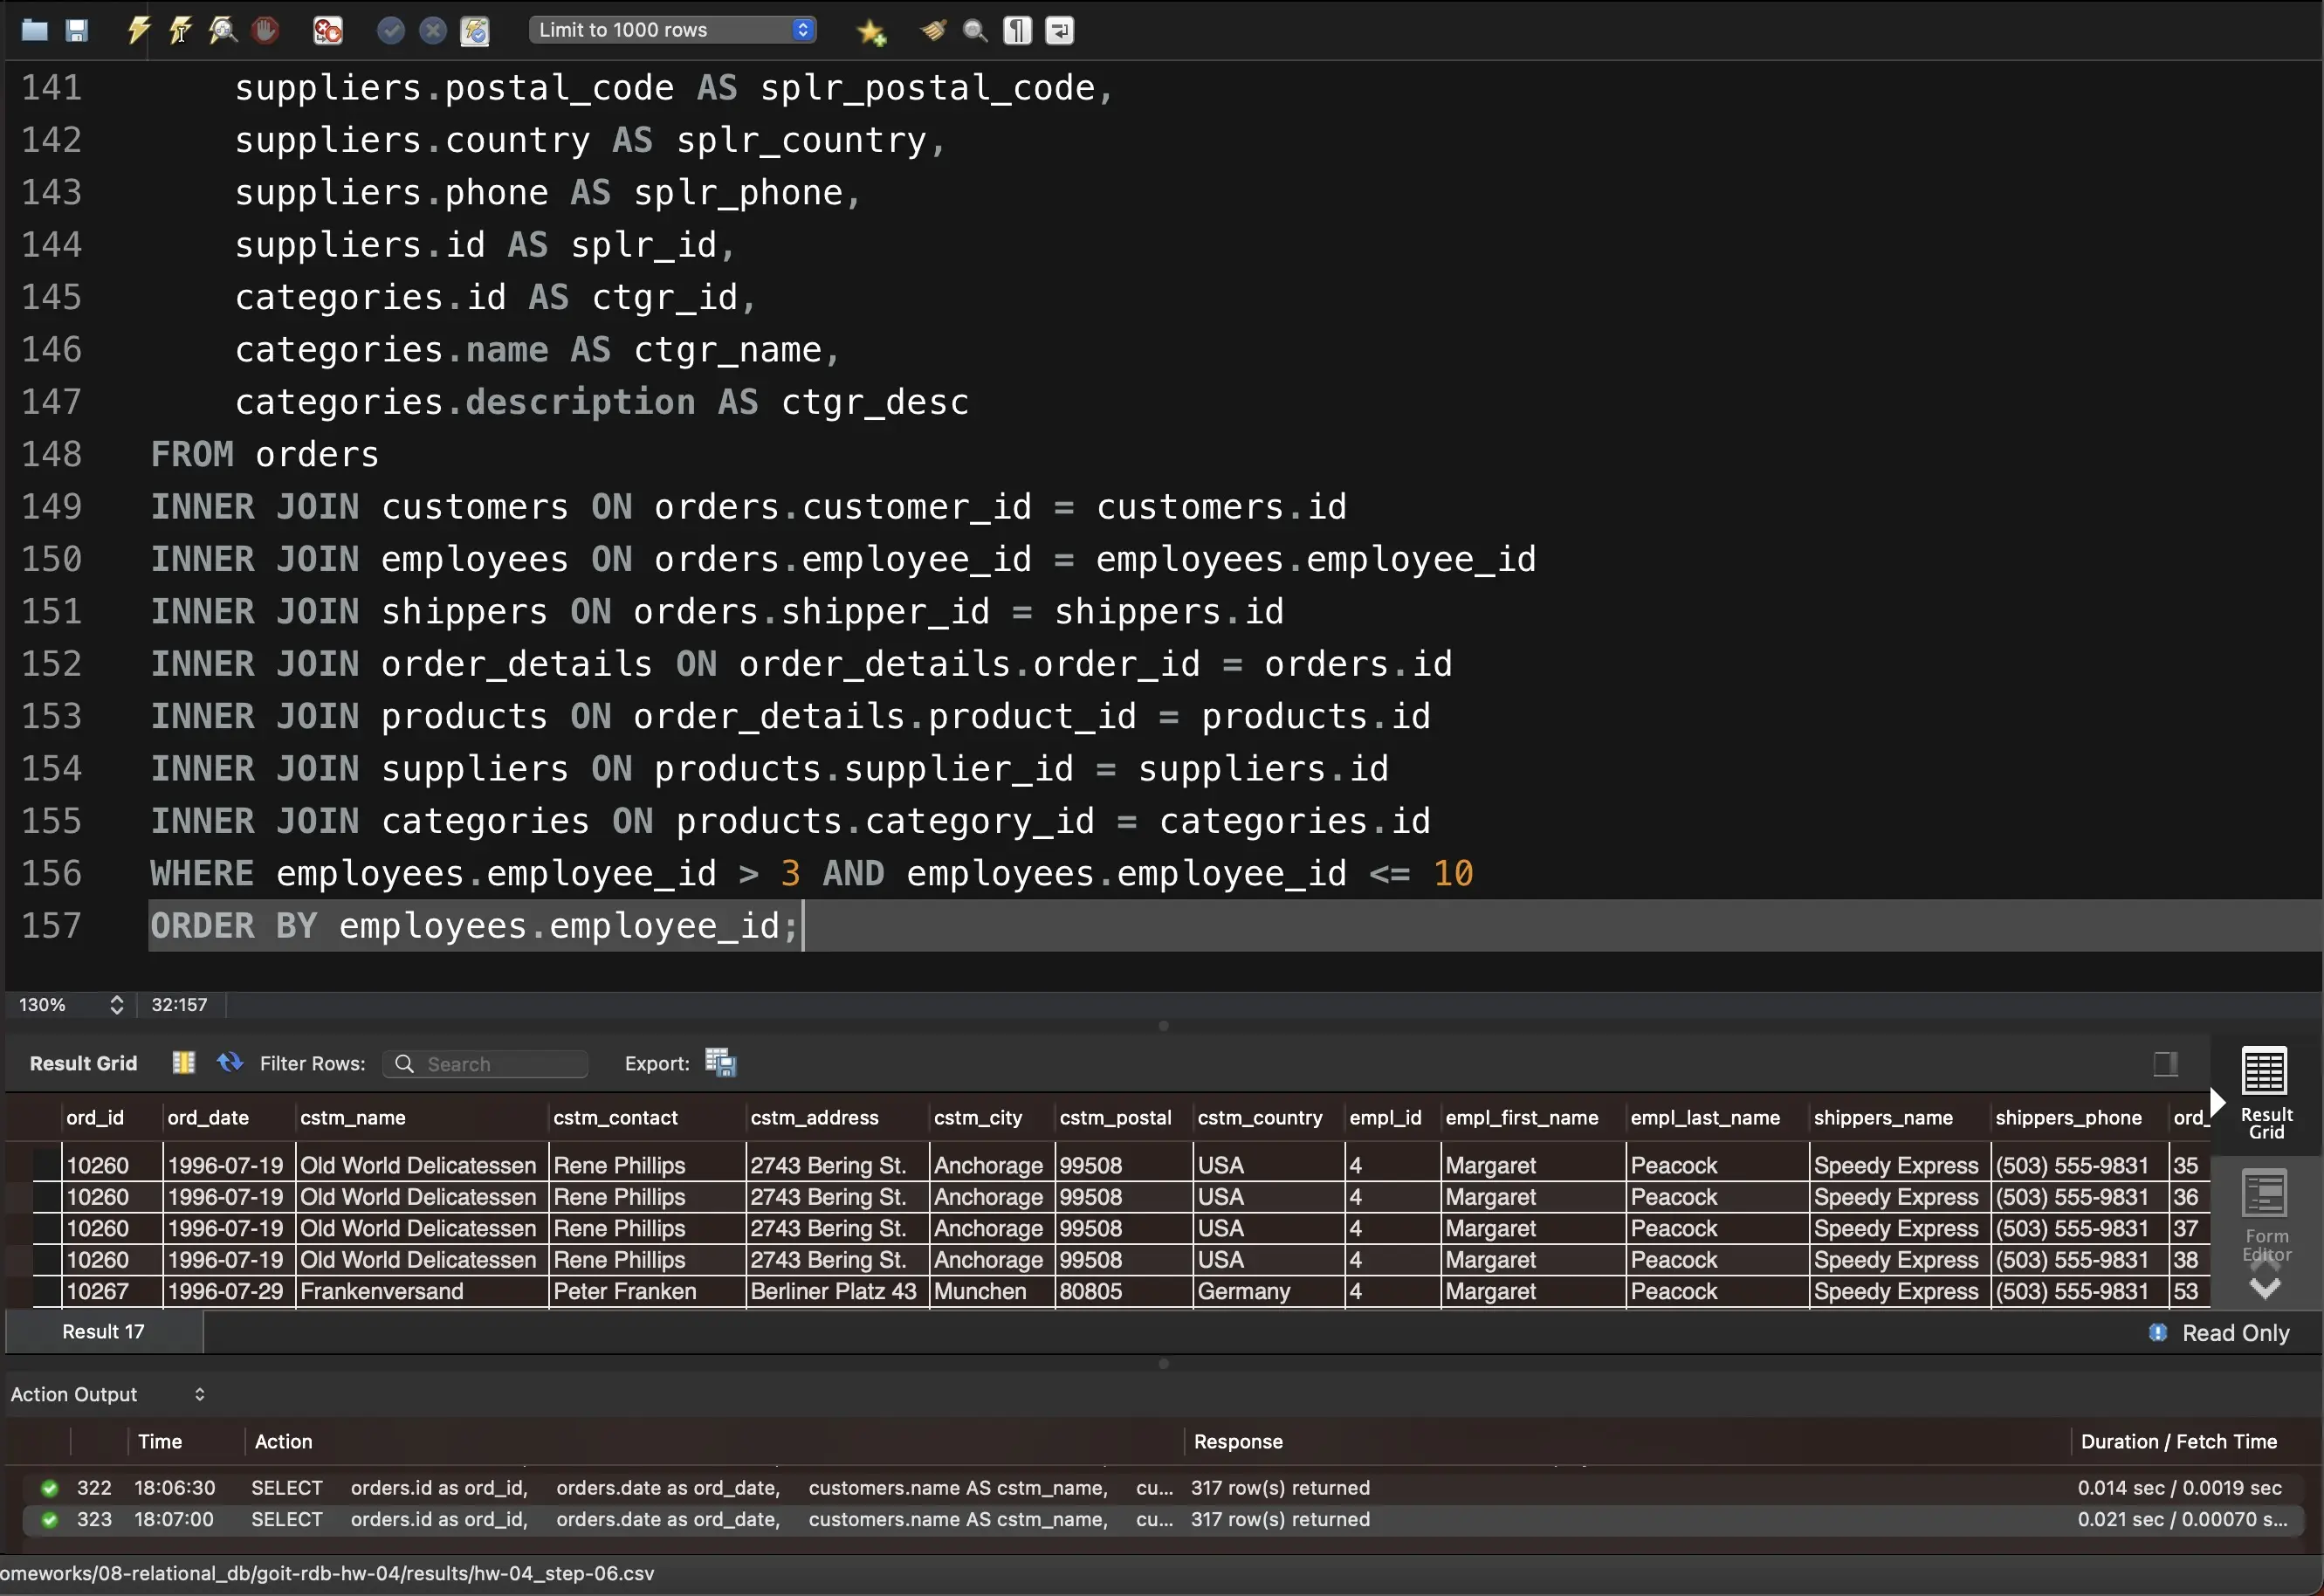 Limit to 1000 rows
141 suppliers.postal_code AS splr_postal_code,
142 suppliers.country AS splr_country,
143 suppliers.phone AS splr_phone,
144 suppliers.id AS splr_id,
145 categories.id AS ctgr_id,
146 categories.name AS ctgr_name,
147 categories.description AS ctgr_desc
148 FROM orders
149 INNER JOIN customers ON orders.customer_id = customers.id
150 INNER JOIN employees ON orders.employee_id = employees.employee_id
151 INNER JOIN shippers ON orders.shipper_id = shippers.id
152 INNER JOIN order_details ON order_details.order_id = orders.id
153 INNER JOIN products ON order_details.product_id = products.id
154 INNER JOIN suppliers ON products.supplier_id = suppliers.id
155 INNER JOIN categories ON products.category_id = categories.id
156 WHERE employees.employee_id > 3 AND employees.employee_id <= 10
157 ORDER BY employees.employee_id;
130% 32:157
Result Grid Filter Rows: Search Export:
ord_id ord_date cstm_name cstm_contact cstm_address cstm_city cstm_postal cstm_country empl_id empl_first_name empl_last_name shippers_name shippers_phone ord_
10260 1996-07-19 Old World Delicatessen Rene Phillips 2743 Bering St. Anchorage 99508 USA 4 Margaret Peacock Speedy Express (503) 555-9831 35
10260 1996-07-19 Old World Delicatessen Rene Phillips 2743 Bering St. Anchorage 99508 USA 4 Margaret Peacock Speedy Express (503) 555-9831 36
10260 1996-07-19 Old World Delicatessen Rene Phillips 2743 Bering St. Anchorage 99508 USA 4 Margaret Peacock Speedy Express (503) 555-9831 37
10260 1996-07-19 Old World Delicatessen Rene Phillips 2743 Bering St. Anchorage 99508 USA 4 Margaret Peacock Speedy Express (503) 555-9831 38
10267 1996-07-29 Frankenversand Peter Franken Berliner Platz 43 Munchen 80805 Germany 4 Margaret Peacock Speedy Express (503) 555-9831 53
Result
Grid
Form
Editor
Result 17 Read Only
Action Output
Time Action Response Duration / Fetch Time
322 18:06:30 SELECT orders.id as ord_id, orders.date as ord_date, customers.name AS cstm_name, cu... 317 row(s) returned 0.014 sec / 0.0019 sec
323 18:07:00 SELECT orders.id as ord_id, orders.date as ord_date, customers.name AS cstm_name, cu... 317 row(s) returned 0.021 sec / 0.00070 s...
omeworks/08-relational_db/goit-rdb-hw-04/results/hw-04_step-06.csv